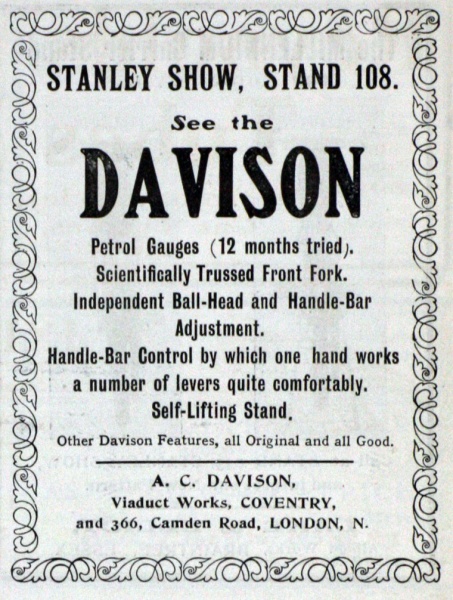 STANLEY SHOW, STAND 108.
See the
DAVISON
Petrol Gauges (12 months tried).
Scientifically Trussed Front Fork.
Independent Ball-Head and Handle-Bar
Adjustment.
Handle-Bar Control by which one hand works
a number of levers quite comfortably.
Self-Lifting Stand.
Other Davison Features, all Original and all Good.
A. C. DAVISON,
Viaduct Works, COVENTRY,
and 366, Camden Road, LONDON, N.